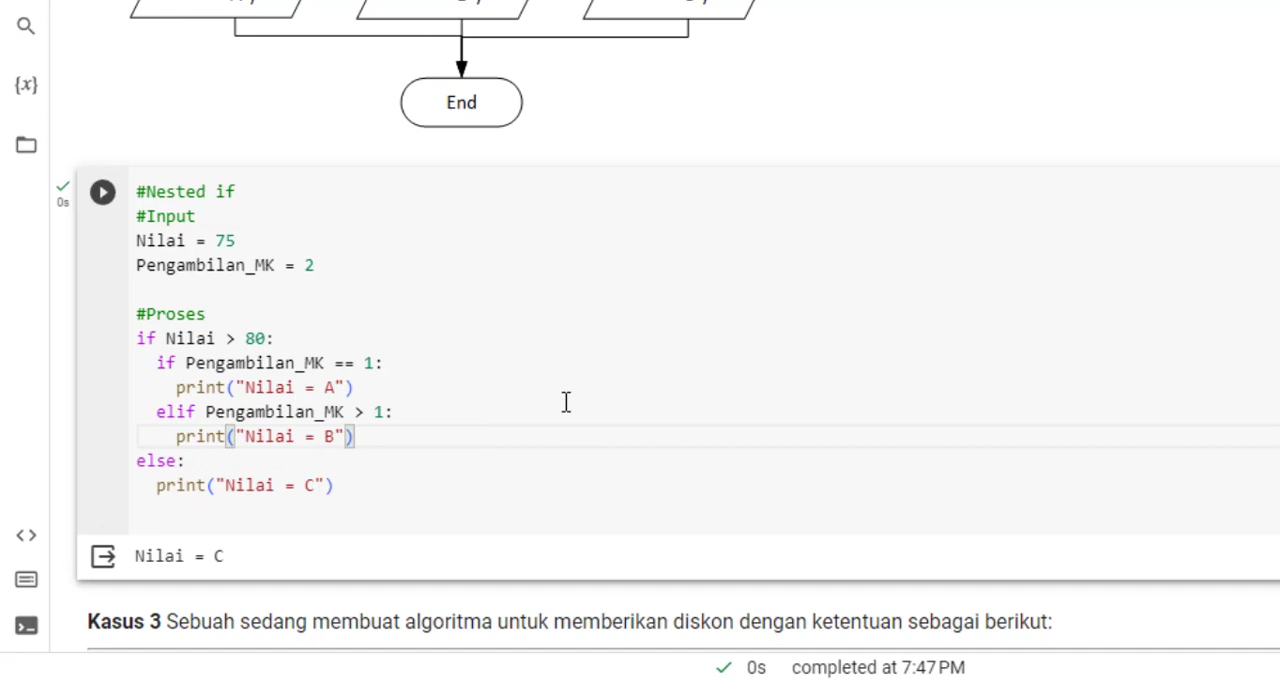 End
{x}
0s
#Nested if
#Input
Nilai = 75
Pengambilan_MK = 2
#Proses
if Nilai > 80:
if Pengambilan_MK == 1:
print("Nilai = A")
elif Pengambilan_MK > 1:
print("Nilai = B")
else:
print("Nilai = C")
Nilai = C
Kasus 3 Sebuah sedang membuat algoritma untuk memberikan diskon dengan ketentuan sebagai berikut:
0s completed at 7:47 PM